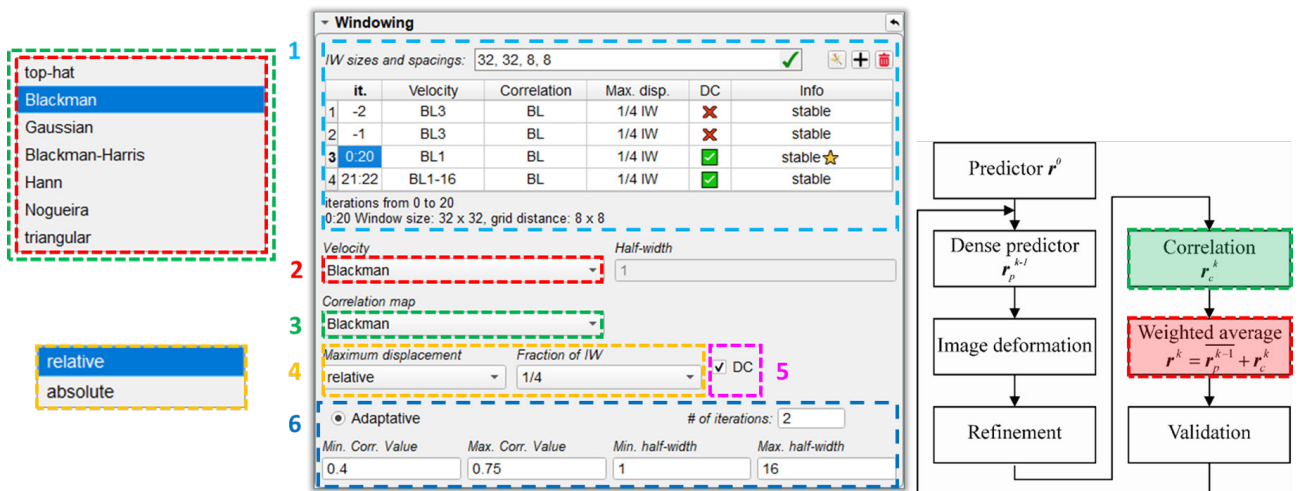 top-hat
Blackman
Gaussian
Blackman-Harris
Hann
Nogueira
triangular
relative
absolute
Windowing
1
IW sizes and spacings: 32, 32, 8, 8
it. Velocity Correlation Max. disp. DC Info
1 -2 BL3 BL 1/4 IW stable
2 -1 BL3 BL 1/4 IW stable
3 0:20 BL1 BL 1/4 IW stable
4 21:22 BL1-16 BL 1/4 IW stable
iterations from 0 to 20
0:20 Window size: 32 x 32, grid distance: 8 x 8
Velocity Half-width
2 Blackman 1
Correlation map
3 Blackman
Maximum displacement Fraction of IW
4 relative 1/4 DC 5
6 Adaptative # of iterations: 2
Min. Corr. Value Max. Corr. Value Min. half-width Max. half-width
0.4 0.75 1 16
Predictor r^0
Dense predictor
r_p^{k-1}
Image deformation
Refinement
Correlation
r_c^k
Weighted average
r^k = \overline{r_p^{k-1}} + r_c^k
Validation